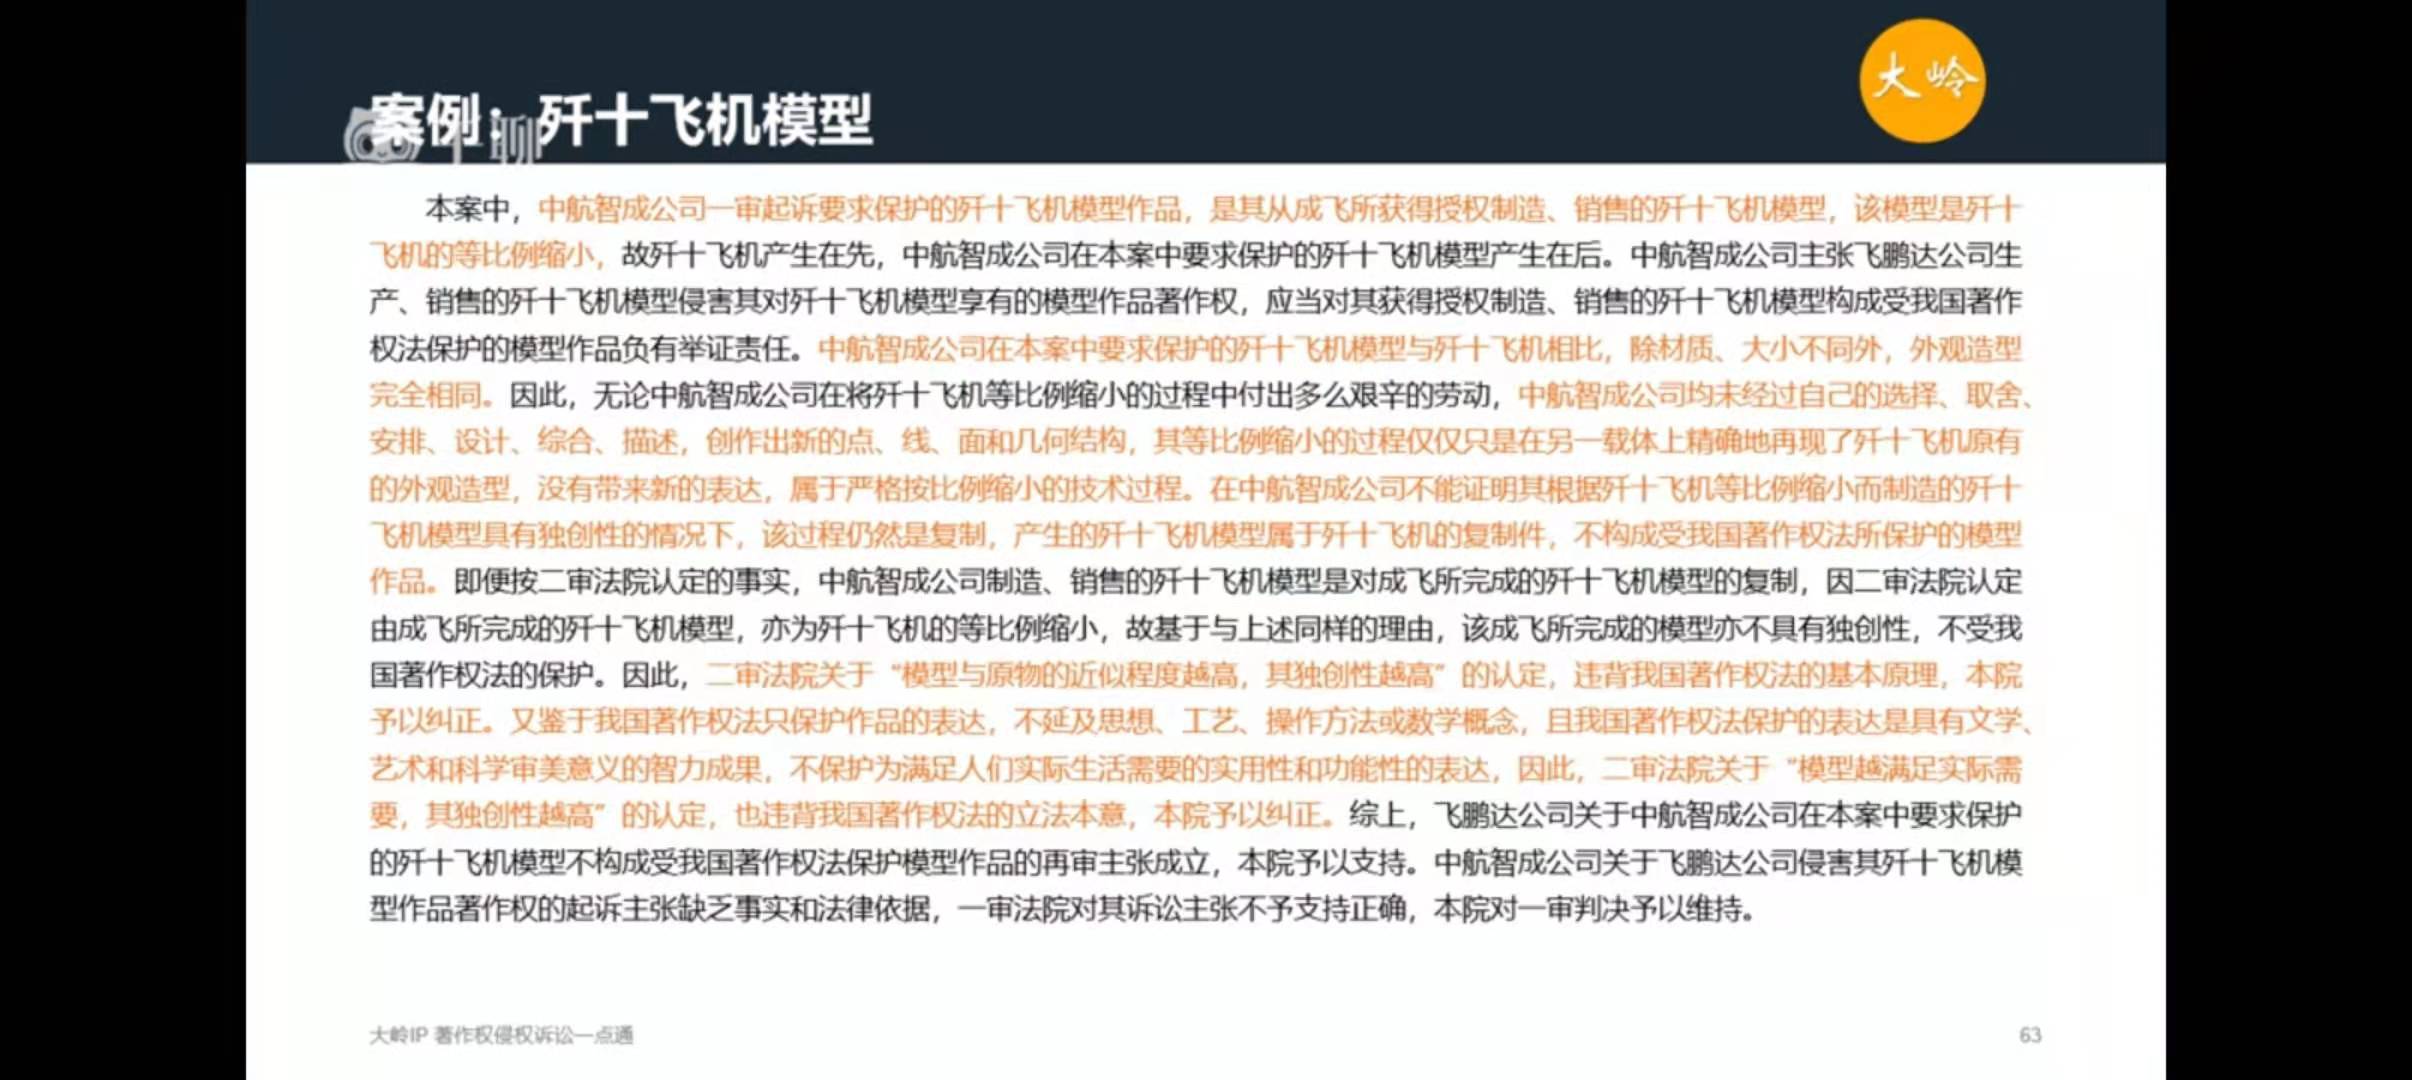 大岭
案例：歼十飞机模型
千聊
本案中，中航智成公司一审起诉要求保护的歼十飞机模型作品，是其从成飞所获得授权制造、销售的歼十飞机模型，该模型是歼十
飞机的等比例缩小，故歼十飞机产生在先，中航智成公司在本案中要求保护的歼十飞机模型产生在后。中航智成公司主张飞鹏达公司生
产、销售的歼十飞机模型侵害其对歼十飞机模型享有的模型作品著作权，应当对其获得授权制造、销售的歼十飞机模型构成受我国著作
权法保护的模型作品负有举证责任。中航智成公司在本案中要求保护的歼十飞机模型与歼十飞机相比，除材质、大小不同外，外观造型
完全相同。因此，无论中航智成公司在将歼十飞机等比例缩小的过程中付出多么艰辛的劳动，中航智成公司均未经过自己的选择、取舍、
安排、设计、综合、描述，创作出新的点、线、面和几何结构，其等比例缩小的过程仅仅只是在另一载体上精确地再现了歼十飞机原有
的外观造型，没有带来新的表达，属于严格按比例缩小的技术过程。在中航智成公司不能证明其根据歼十飞机等比例缩小而制造的歼十
飞机模型具有独创性的情况下，该过程仍然是复制，产生的歼十飞机模型属于歼十飞机的复制件，不构成受我国著作权法所保护的模型
作品。即便按二审法院认定的事实，中航智成公司制造、销售的歼十飞机模型是对成飞所完成的歼十飞机模型的复制，因二审法院认定
由成飞所完成的歼十飞机模型，亦为歼十飞机的等比例缩小，故基于与上述同样的理由，该成飞所完成的模型亦不具有独创性，不受我
国著作权法的保护。因此，二审法院关于“模型与原物的近似程度越高，其独创性越高”的认定，违背我国著作权法的基本原理，本院
予以纠正。又鉴于我国著作权法只保护作品的表达，不延及思想、工艺、操作方法或数学概念，且我国著作权法保护的表达是具有文学、
艺术和科学审美意义的智力成果，不保护为满足人们实际生活需要的实用性和功能性的表达，因此，二审法院关于“模型越满足实际需
要，其独创性越高”的认定，也违背我国著作权法的立法本意，本院予以纠正。综上，飞鹏达公司关于中航智成公司在本案中要求保护
的歼十飞机模型不构成受我国著作权法保护模型作品的再审主张成立，本院予以支持。中航智成公司关于飞鹏达公司侵害其歼十飞机模
型作品著作权的起诉主张缺乏事实和法律依据，一审法院对其诉讼主张不予支持正确，本院对一审判决予以维持。
大岭IP 著作权侵权诉讼一点通
63